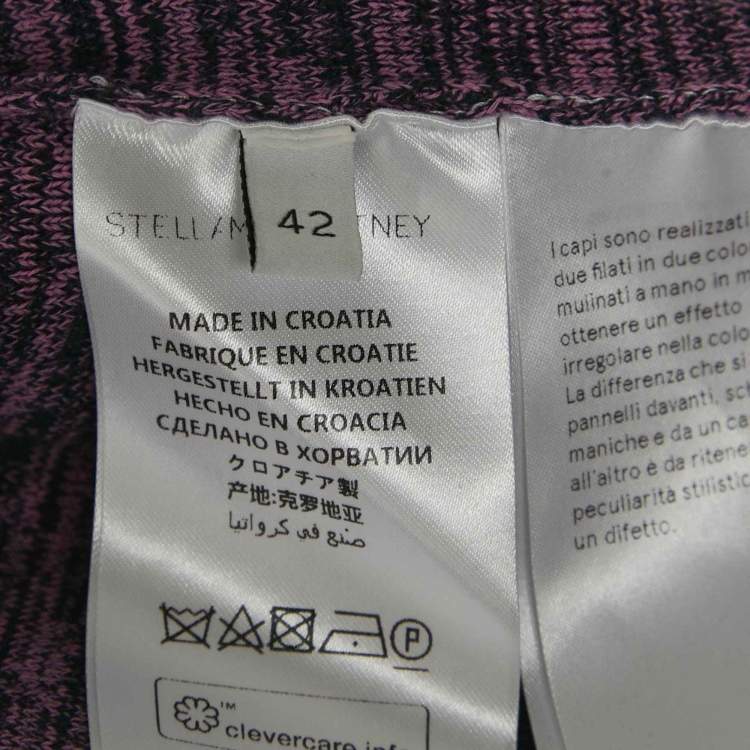 STELLA M
42
TNEY
MADE IN CROATIA
FABRIQUE EN CROATIE
HERGESTELLT IN KROATIEN
HECHO EN CROACIA
СДЕЛАНО В ХОРВАТИИ
クロアチア製
产地:克罗地亚
صنع في كرواتيا
P
TM
clevercare.info
I capi sono realizzati
due filati in due colo
mulinati a mano in m
ottenere un effetto
irregolare nella colo
La differenza che si
pannelli davanti, sc
maniche e da un ca
all'altro è da ritene
peculiarità stilistic
un difetto.